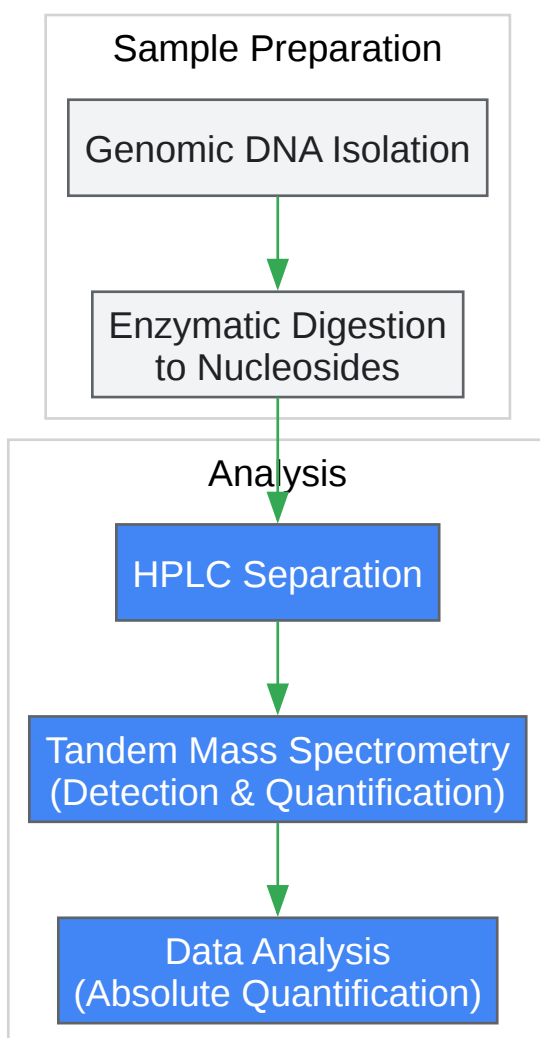 Sample Preparation
Genomic DNA Isolation
Enzymatic Digestion
to Nucleosides
Analysis
HPLC Separation
Tandem Mass Spectrometry
(Detection & Quantification)
Data Analysis
(Absolute Quantification)